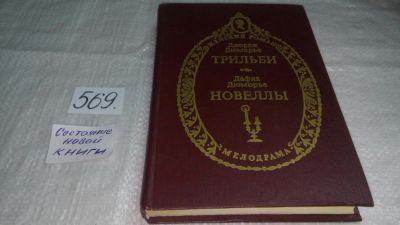 569.
Состояние
новой
книги
Джордж
Дюморье
ТРИЛЬБИ
Дафна
Дюморье
НОВЕЛЛЫ
МЕЛОДРАМА